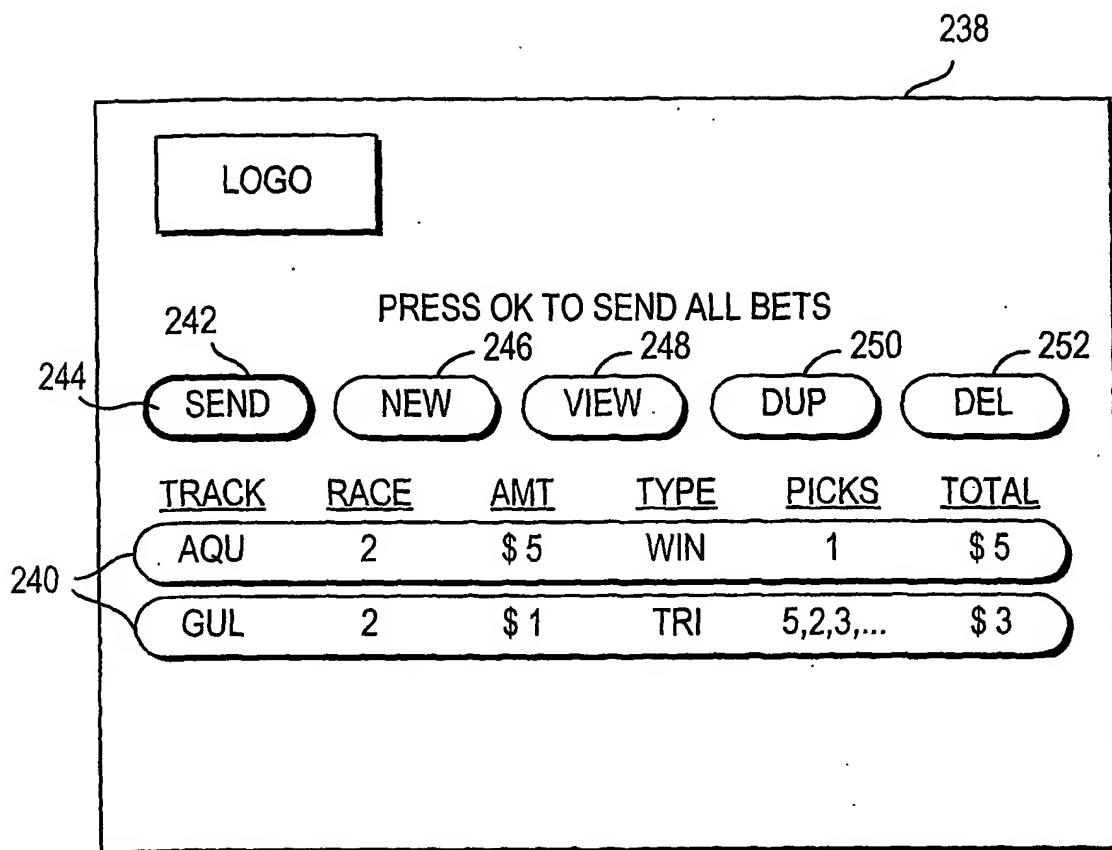 238
LOGO
PRESS OK TO SEND ALL BETS
242 246 248 250 252
244 SEND NEW VIEW DUP DEL
TRACK RACE AMT TYPE PICKS TOTAL
AQU 2 $5 WIN 1 $5
240
GUL 2 $1 TRI 5,2,3,... $3